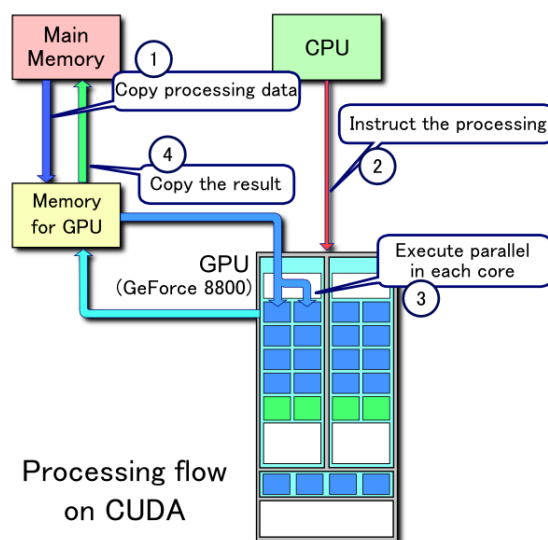 Main
Memory
CPU
1
Copy processing data
Instruct the processing
2
4
Copy the result
Memory
for GPU
GPU
(GeForce 8800)
Execute parallel
in each core
3
Processing flow
on CUDA